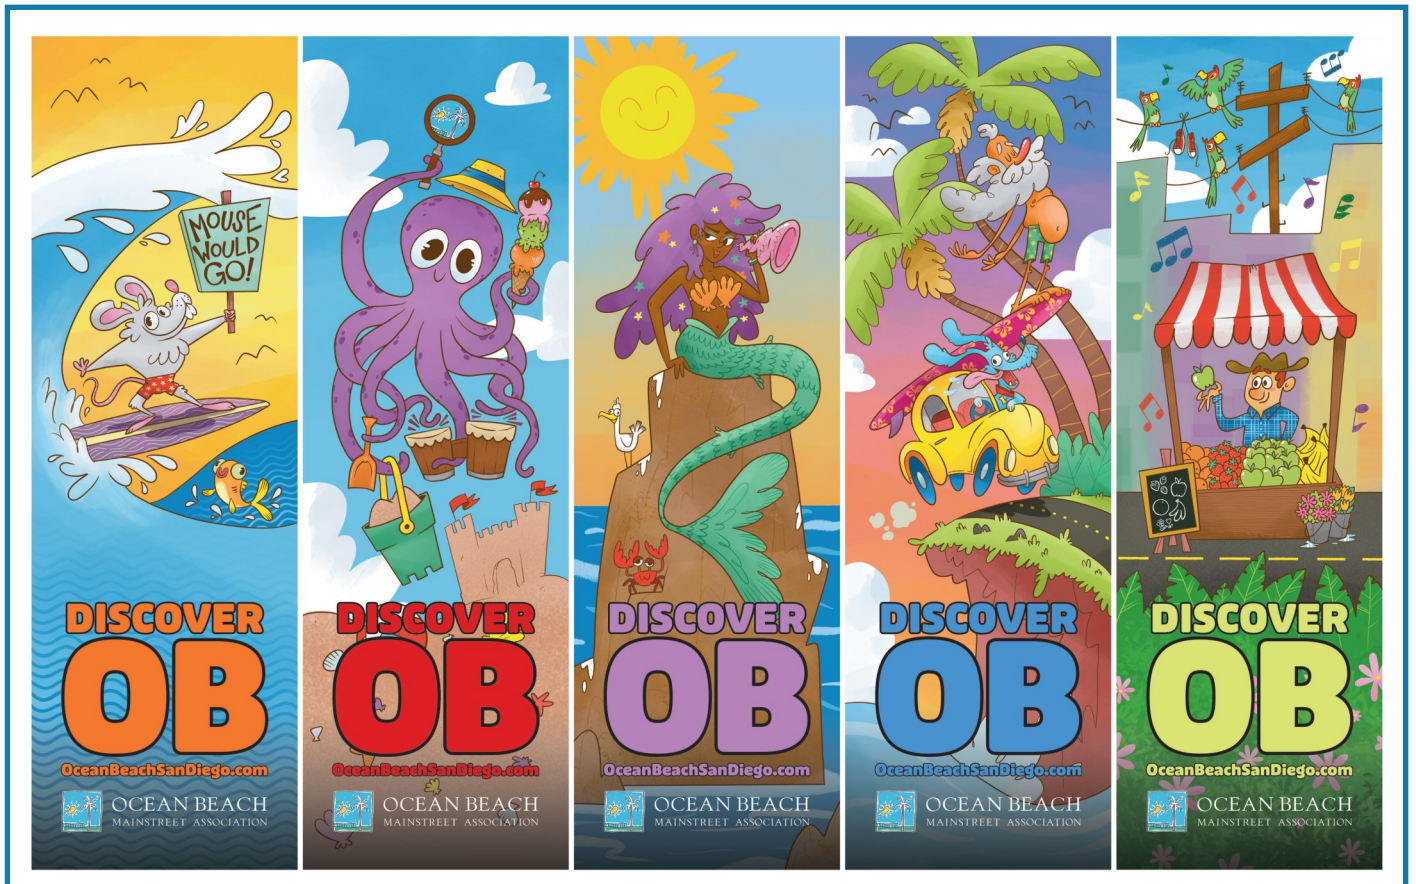 MOUSE
WOULD
GO!
DISCOVER
OB
OceanBeachSanDiego.com
OCEAN BEACH
MAINSTREET ASSOCIATION
DISCOVER
OB
OceanBeachSanDiego.com
OCEAN BEACH
MAINSTREET ASSOCIATION
DISCOVER
OB
OceanBeachSanDiego.com
OCEAN BEACH
MAINSTREET ASSOCIATION
DISCOVER
OB
OceanBeachSanDiego.com
OCEAN BEACH
MAINSTREET ASSOCIATION
DISCOVER
OB
OceanBeachSanDiego.com
OCEAN BEACH
MAINSTREET ASSOCIATION